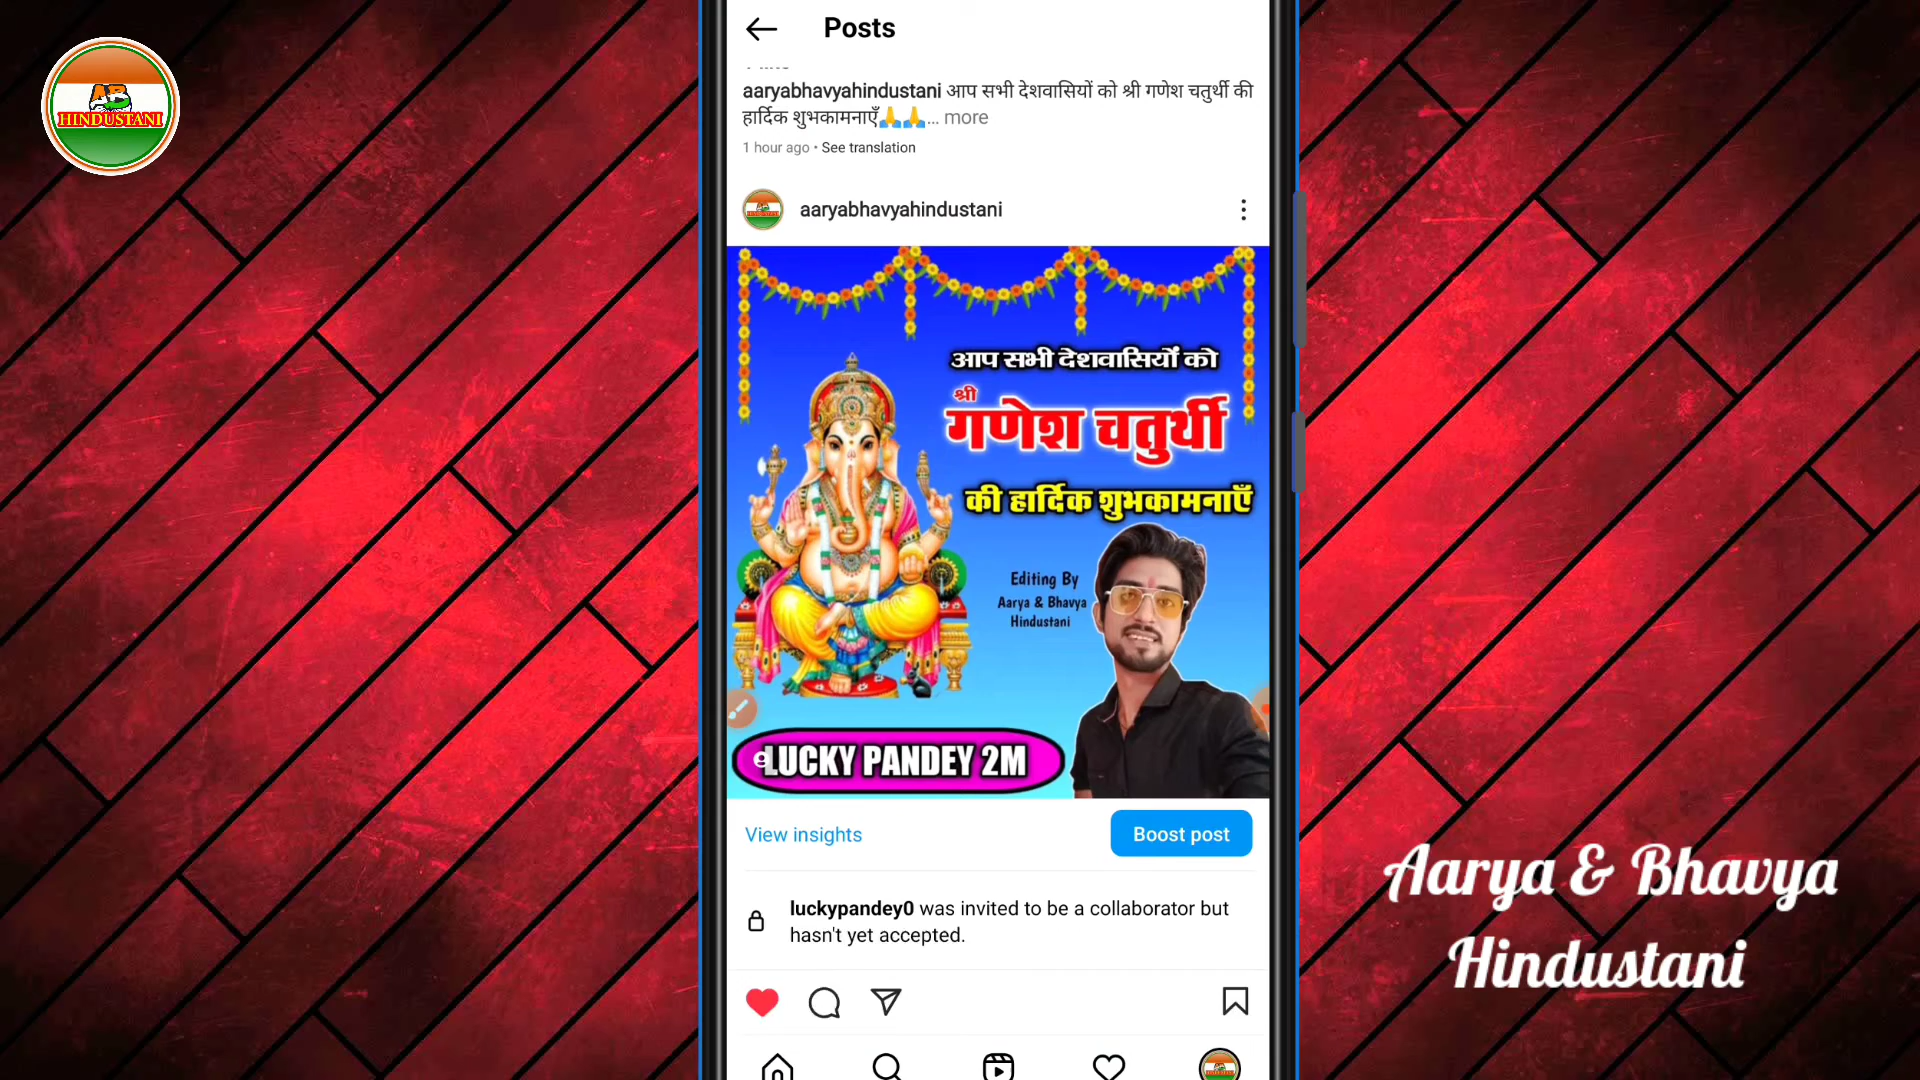 AB
HINDUSTANI
Posts
aaryabhavyahindustani आप सभी देशवासियों को श्री गणेश चतुर्थी की
हार्दिक शुभकामनाएँ🙏🙏... more
1 hour ago • See translation
aaryabhavyahindustani
आप सभी देशवासियों को
श्री
गणेश चतुर्थी
की हार्दिक शुभकामनाएँ
Editing By
Aarya & Bhavya
Hindustani
LUCKY PANDEY 2M
View insights
Boost post
luckypandey0 was invited to be a collaborator but
hasn't yet accepted.
Aarya & Bhavya
Hindustani